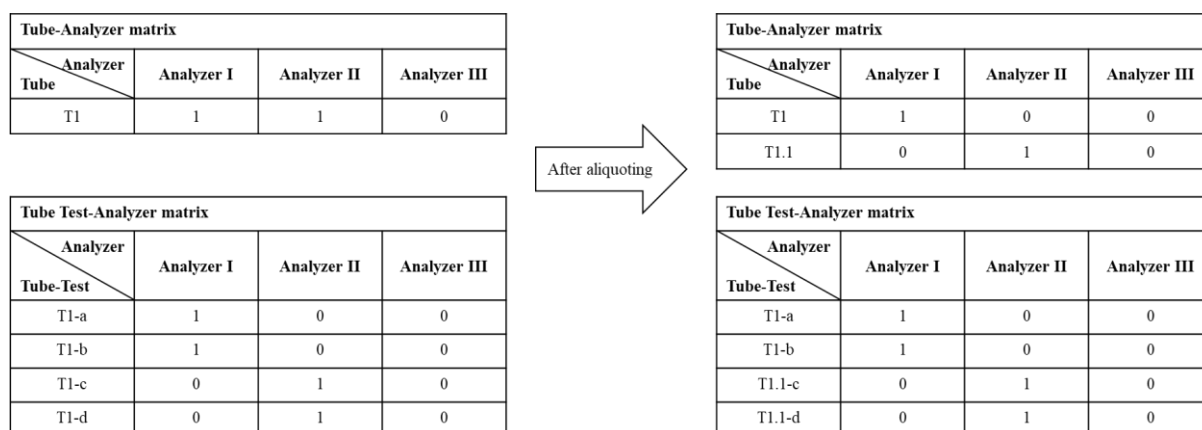 Tube-Analyzer matrix
Analyzer
Tube
Analyzer I Analyzer II Analyzer III
T1 1 1 0
Tube Test-Analyzer matrix
Analyzer
Tube-Test
Analyzer I Analyzer II Analyzer III
T1-a 1 0 0
T1-b 1 0 0
T1-c 0 1 0
T1-d 0 1 0
After aliquoting
Tube-Analyzer matrix
Analyzer
Tube
Analyzer I Analyzer II Analyzer III
T1 1 0 0
T1.1 0 1 0
Tube Test-Analyzer matrix
Analyzer
Tube-Test
Analyzer I Analyzer II Analyzer III
T1-a 1 0 0
T1-b 1 0 0
T1.1-c 0 1 0
T1.1-d 0 1 0